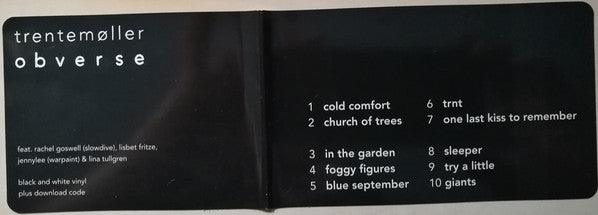 trentemøller
obverse
feat. rachel goswell (slowdive), lisbet fritze,
jennylee (warpaint) & lina tullgren
black and white vinyl
plus download code
1 cold comfort
2 church of trees
3 in the garden
4 foggy figures
5 blue september
6 trnt
7 one last kiss to remember
8 sleeper
9 try a little
10 giants